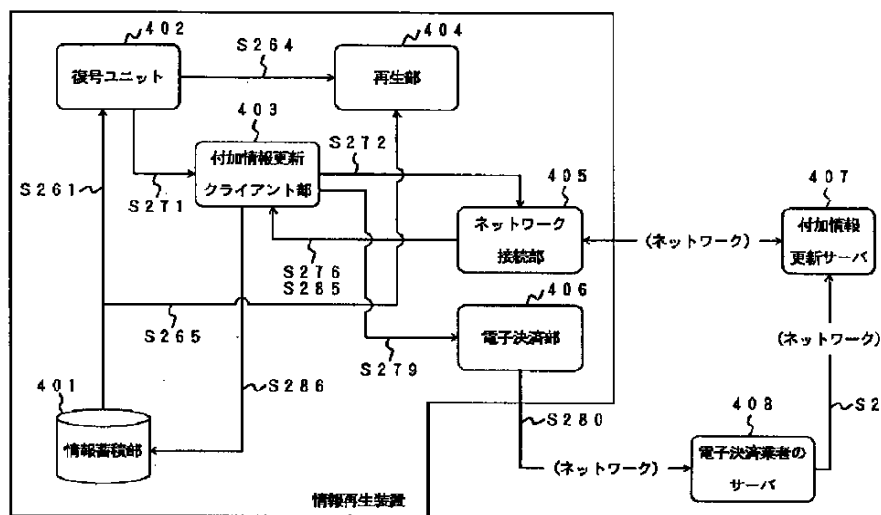 402
復号ユニット
S264
404
再生部
403
付加情報更新
クライアント部
S272
S261
S271
405
ネットワーク
接続部
(ネットワーク)
407
付加情報
更新サーバ
S276
S285
406
電子決済部
S265
S279
(ネットワーク)
401
情報蓄積部
S286
S280
408
電子決済業者の
サーバ
S2
(ネットワーク)
情報再生装置